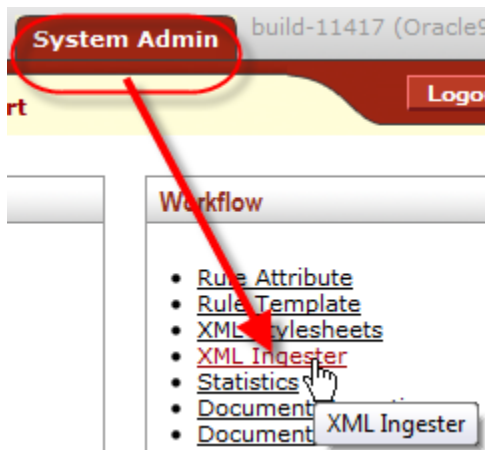 System Admin
build-11417 (Oracle9
rt
Logo
Workflow
Rule Attribute
Rule Template
XML Stylesheets
XML Ingester
Statistics
Document
Document
XML Ingester